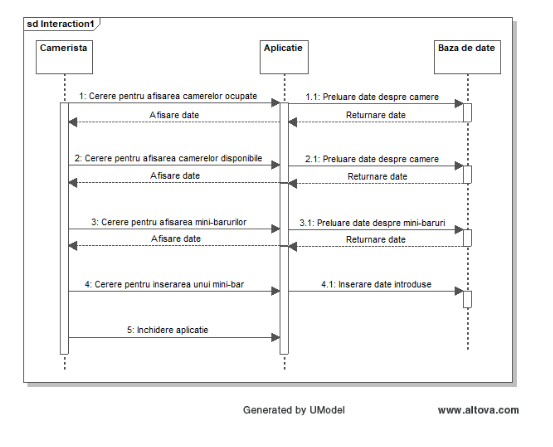 sd Interaction1
Camerista
Aplicatie
Baza de date
1: Cerere pentru afisarea camerelor ocupate
1.1: Preluare date despre camere
Afisare date
Returnare date
2: Cerere pentru afisarea camerelor disponibile
2.1: Preluare date despre camere
Afisare date
Returnare date
3: Cerere pentru afisarea mini-barurilor
3.1: Preluare date despre mini-baruri
Afisare date
Returnare date
4: Cerere pentru inserarea unui mini-bar
4.1: Inserare date introduse
5: Inchidere aplicatie
Generated by UModel
www.altova.com